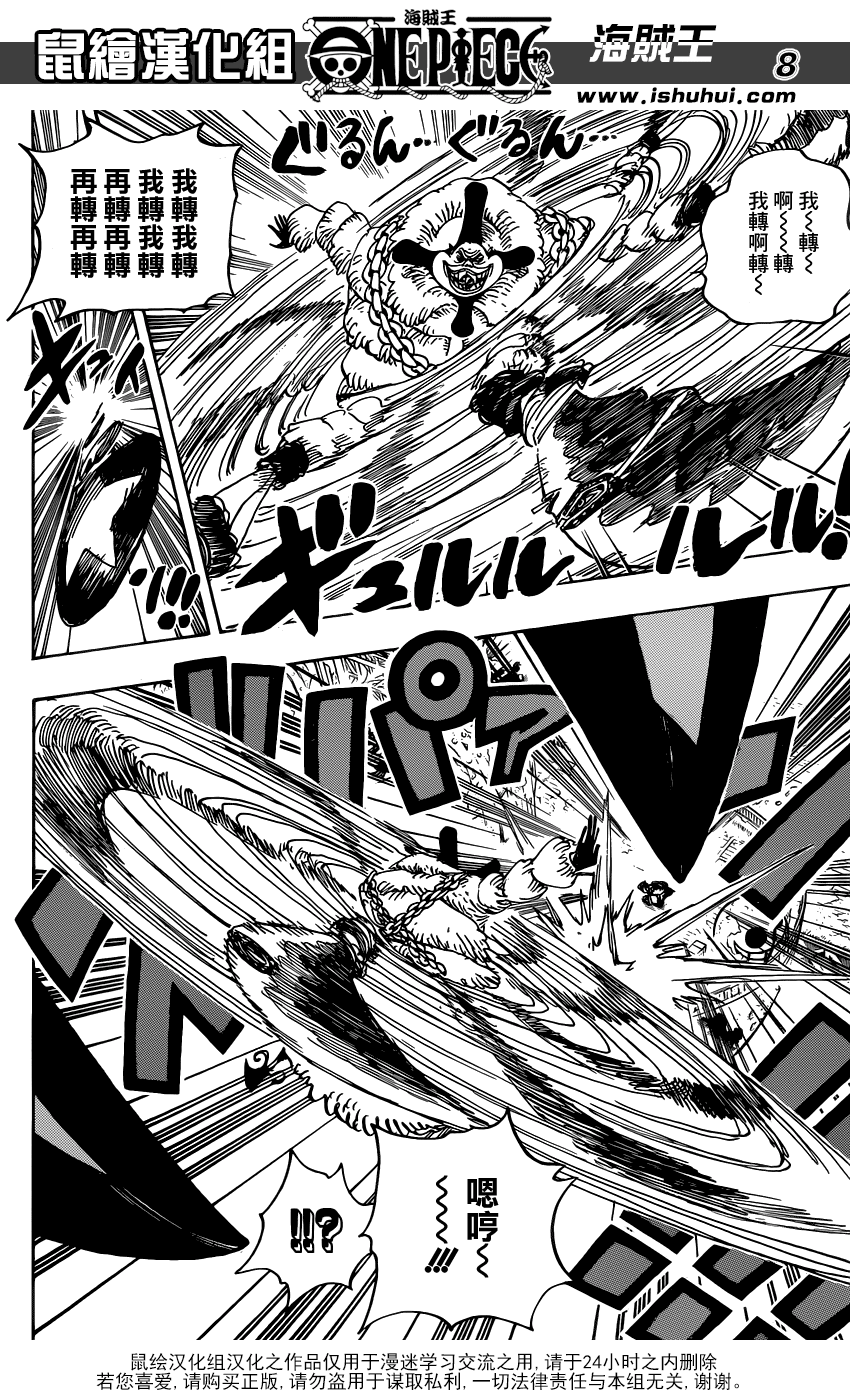 鼠繪漢化組
海賊王
ONE PIECE
海賊王
8
www.ishuhui.com
ぐるん… ぐるん…
我～轉～
啊～～轉
我轉啊轉～
我轉我轉
我轉我轉
再轉再轉
再轉再轉
ギュイ
ン!!!
ギュルルルルル!
パァ
嗯哼～
～～～!!!
!!?
鼠绘汉化组汉化之作品仅用于漫迷学习交流之用,请于24小时之内删除
若您喜爱,请购买正版,请勿盗用于谋取私利,一切法律责任与本组无关,谢谢。